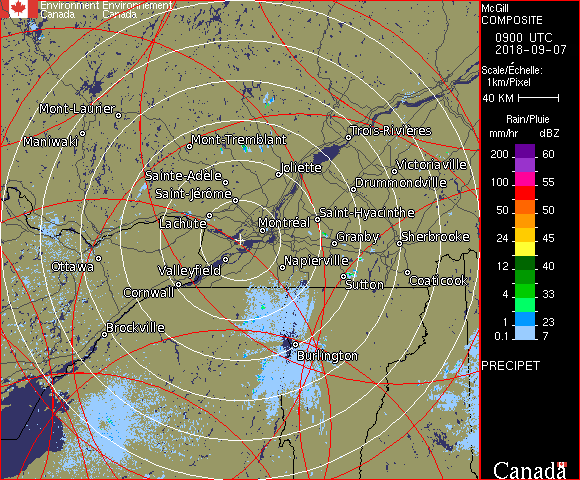 Environment Environnement
Canada Canada
McGill
COMPOSITE
0900 UTC
2018-09-07
Scale/Échelle:
1km/Pixel
40 KM
Rain/Pluie
mm/hr dBZ
200 60
150 57
100 55
50 50
24 45
12 40
4 33
1 23
0.1 7
PRECIPET
Canada
Mont-Laurier
Maniwaki
Mont-Tremblant
Trois-Rivières
Joliette
Victoriaville
Sainte-Adèle
Drummondville
Saint-Jérôme
Lachute
Saint-Hyacinthe
Montréal
Granby
Sherbrooke
Ottawa
Valleyfield
Napierville
Cornwall
Sutton
Coaticook
Brockville
Burlington